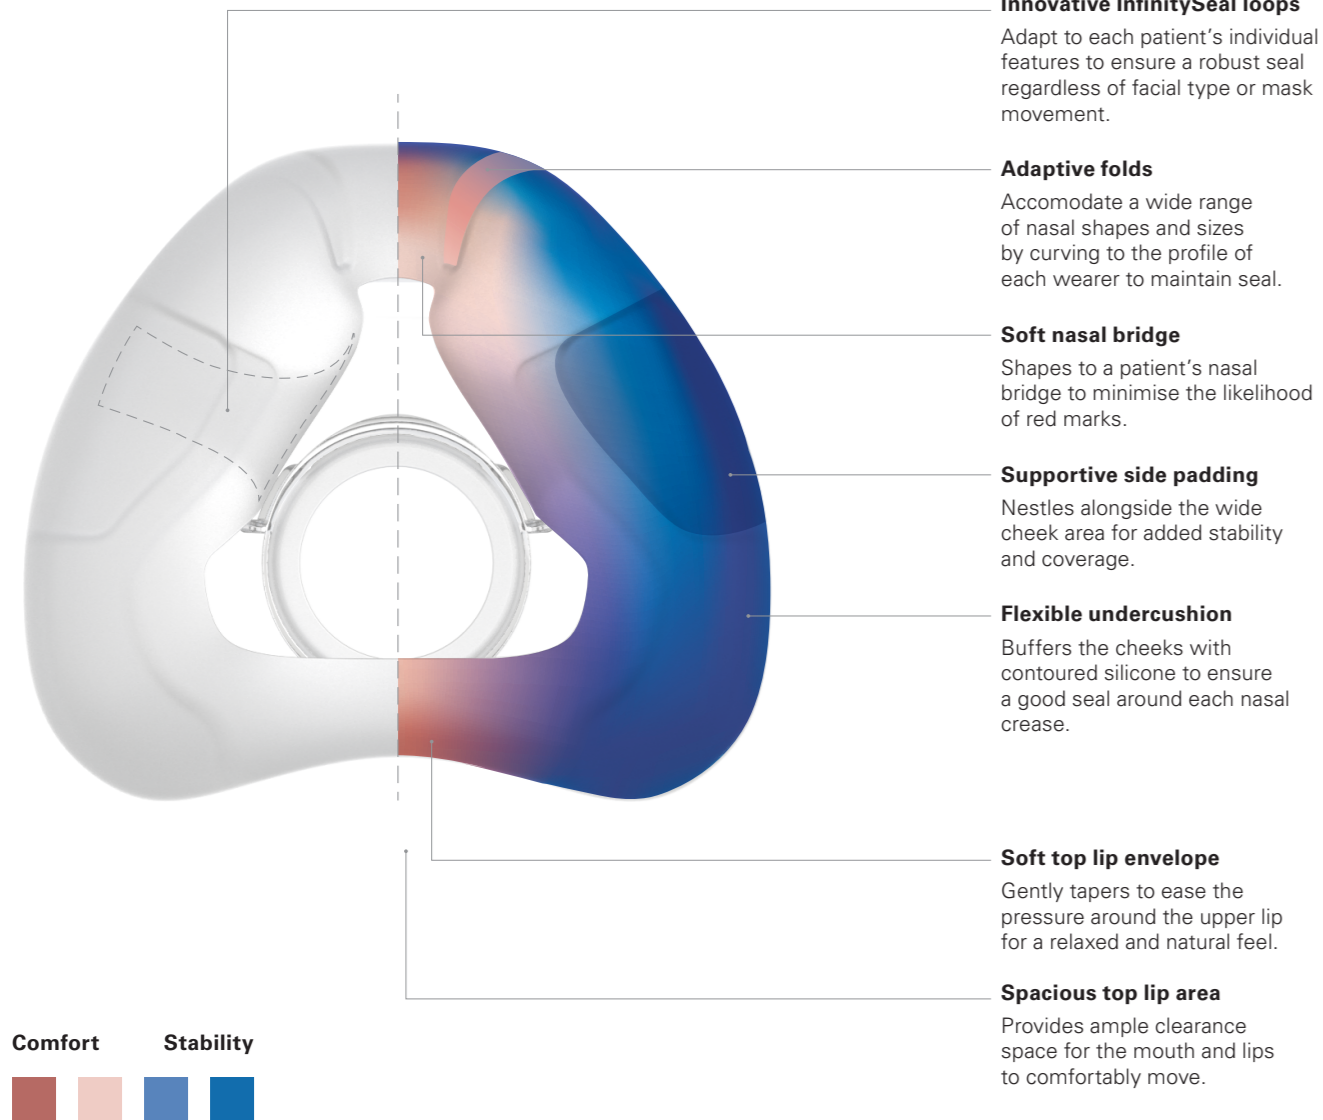 Innovative InfinitySeal loops
Adapt to each patient’s individual
features to ensure a robust seal
regardless of facial type or mask
movement.
Adaptive folds
Accomodate a wide range
of nasal shapes and sizes
by curving to the profile of
each wearer to maintain seal.
Soft nasal bridge
Shapes to a patient’s nasal
bridge to minimise the likelihood
of red marks.
Supportive side padding
Nestles alongside the wide
cheek area for added stability
and coverage.
Flexible undercushion
Buffers the cheeks with
contoured silicone to ensure
a good seal around each nasal
crease.
Soft top lip envelope
Gently tapers to ease the
pressure around the upper lip
for a relaxed and natural feel.
Spacious top lip area
Provides ample clearance
space for the mouth and lips
to comfortably move.
Comfort Stability